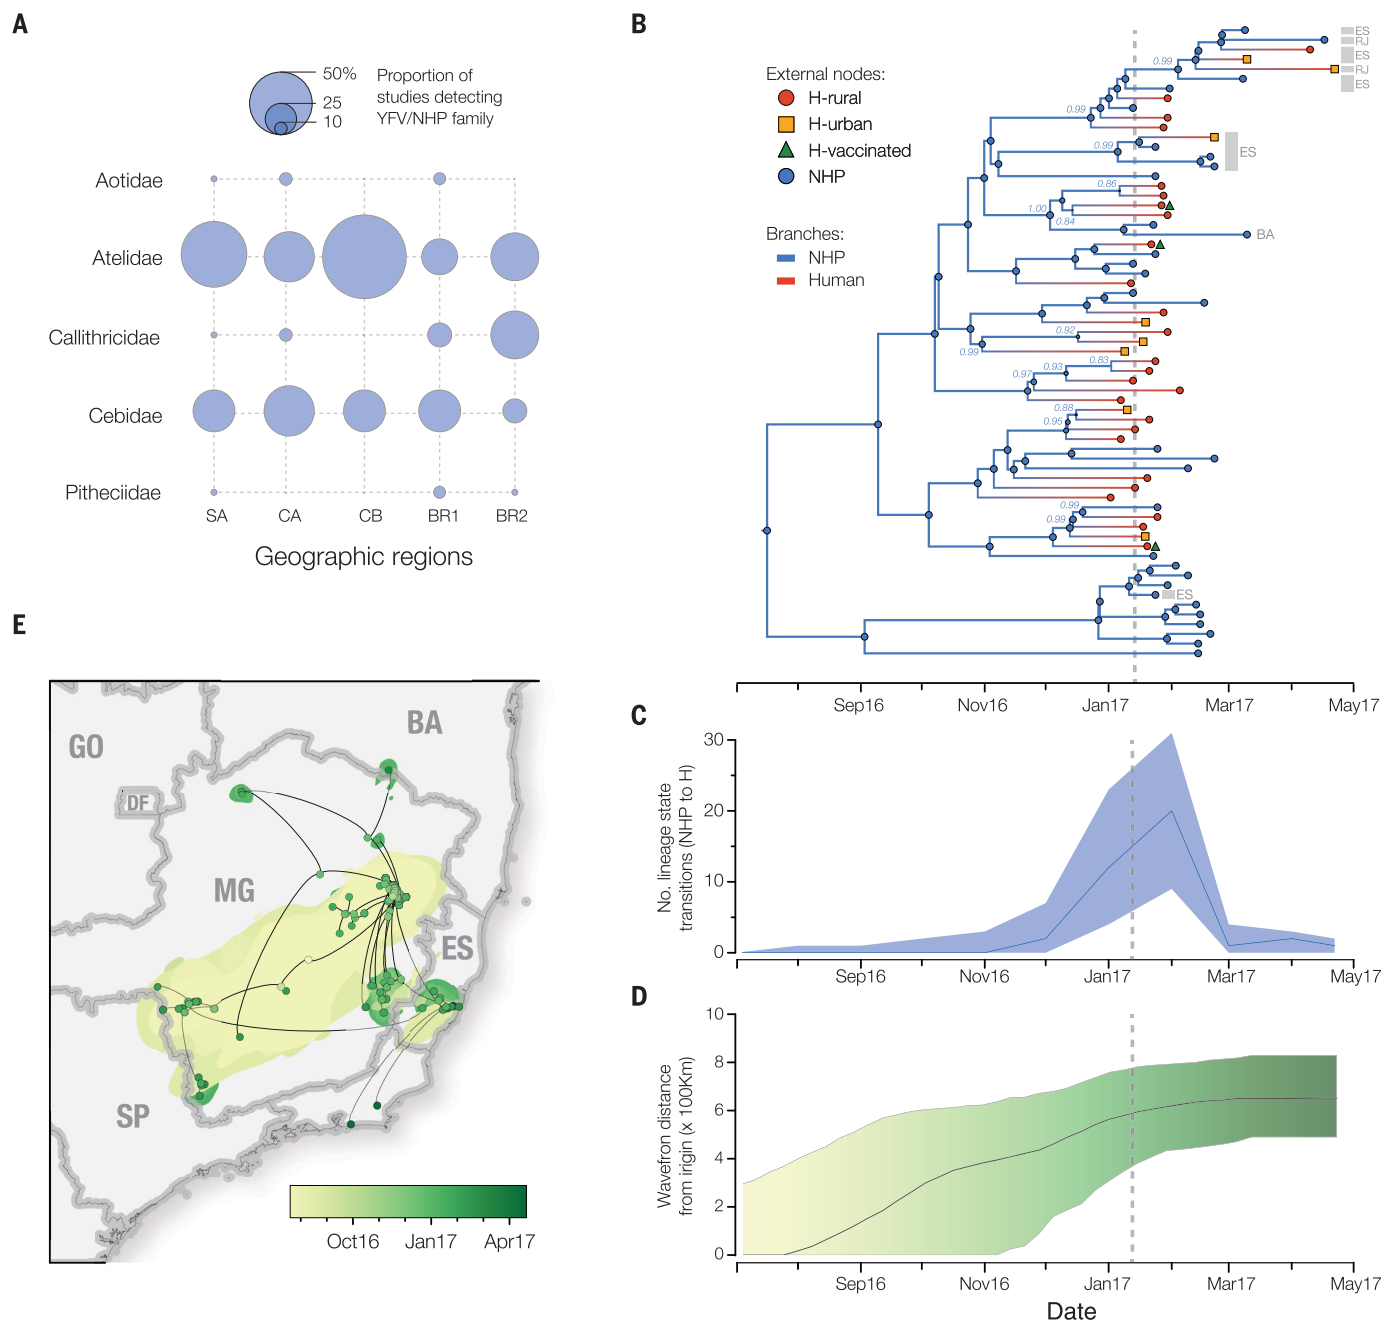 A
50%
25
10
Proportion of
studies detecting
YFV/NHP family
Aotidae
Atelidae
Callithricidae
Cebidae
Pitheciidae
SA
CA
CB
BR1
BR2
Geographic regions
B
External nodes:
H-rural
H-urban
H-vaccinated
NHP
Branches:
NHP
Human
ES
RJ
ES
RJ
ES
0.99
0.99
0.99
ES
0.86
1.00
0.84
BA
0.92
0.99
0.83
0.93
0.97
0.88
0.95
0.99
0.99
ES
Sep16
Nov16
Jan17
Mar17
May17
C
No. lineage state
transitions (NHP to H)
30
20
10
0
Sep16
Nov16
Jan17
Mar17
May17
D
Wavefron distance
from irigin (x 100Km)
10
8
6
4
2
0
Sep16
Nov16
Jan17
Mar17
May17
Date
E
GO
BA
DF
MG
ES
SP
Oct16
Jan17
Apr17